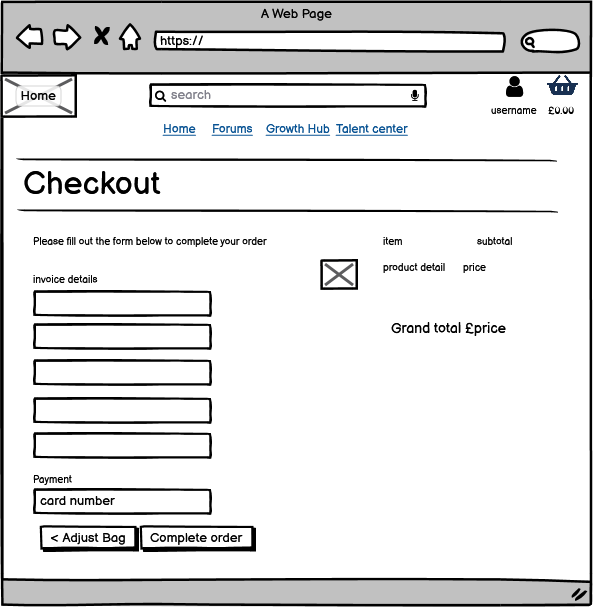 A Web Page
https://
Home
search
username
£0.00
Home Forums Growth Hub Talent center
Checkout
Please fill out the form below to complete your order
item subtotal
product detail price
invoice details
Grand total £price
Payment
card number
< Adjust Bag Complete order